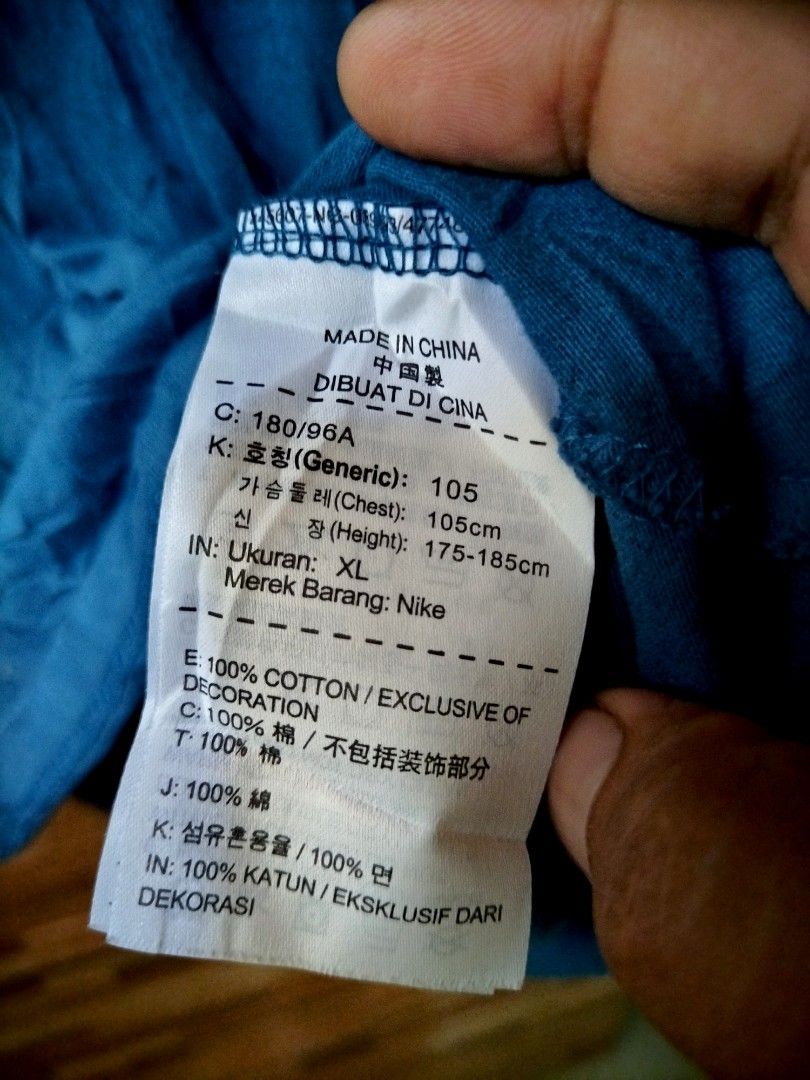 MADE IN CHINA
中国製
DIBUAT DI CINA
C: 180/96A
K: 호칭(Generic): 105
가슴둘레(Chest): 105cm
신 장(Height): 175-185cm
IN: Ukuran: XL
Merek Barang: Nike
E: 100% COTTON / EXCLUSIVE OF
DECORATION
C: 100% 棉 / 不包括装饰部分
T: 100% 棉
J: 100% 綿
K: 섬유혼용율 / 100% 면
IN: 100% KATUN / EKSKLUSIF DARI
DEKORASI